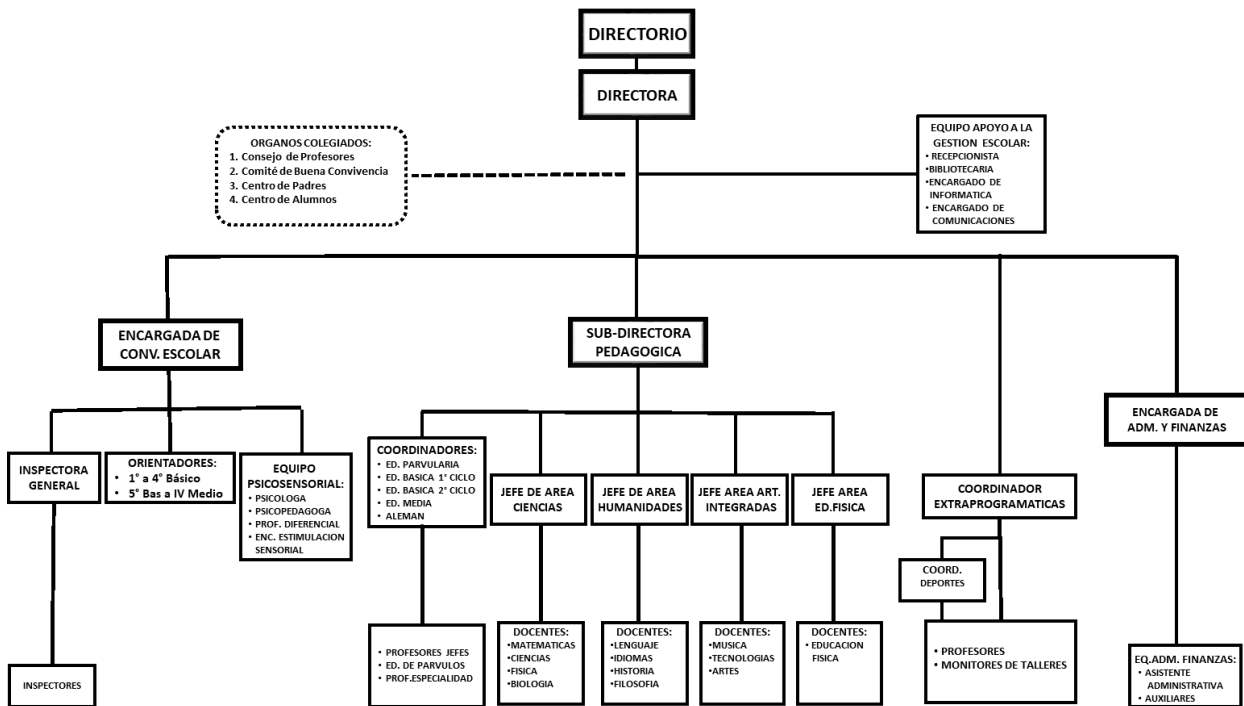 DIRECTORIO
DIRECTORA
ORGANOS COLEGIADOS:
1. Consejo de Profesores
2. Comité de Buena Convivencia
3. Centro de Padres
4. Centro de Alumnos
EQUIPO APOYO A LA
GESTION ESCOLAR:
•RECEPCIONISTA
•BIBLIOTECARIA
•ENCARGADO DE
INFORMATICA
• ENCARGADO DE
COMUNICACIONES
ENCARGADA DE
CONV. ESCOLAR
SUB-DIRECTORA
PEDAGOGICA
ENCARGADA DE
ADM. Y FINANZAS
INSPECTORA
GENERAL
ORIENTADORES:
• 1° a 4° Básico
• 5° Bas a IV Medio
EQUIPO
PSICOSENSORIAL:
• PSICOLOGA
• PSICOPEDAGOGA
• PROF. DIFERENCIAL
• ENC. ESTIMULACION
SENSORIAL
COORDINADORES:
• ED. PARVULARIA
• ED. BASICA 1° CICLO
• ED. BASICA 2° CICLO
• ED. MEDIA
• ALEMAN
JEFE DE AREA
CIENCIAS
JEFE DE AREA
HUMANIDADES
JEFE AREA ART.
INTEGRADAS
JEFE AREA
ED.FISICA
COORDINADOR
EXTRAPROGRAMATICAS
COORD.
DEPORTES
INSPECTORES
• PROFESORES JEFES
• ED. DE PARVULOS
• PROF.ESPECIALIDAD
DOCENTES:
•MATEMATICAS
•CIENCIAS
•FISICA
•BIOLOGIA
DOCENTES:
•LENGUAJE
•IDIOMAS
•HISTORIA
•FILOSOFIA
DOCENTES:
•MUSICA
•TECNOLOGIAS
•ARTES
DOCENTES:
• EDUCACION
FISICA
• PROFESORES
• MONITORES DE TALLERES
EQ.ADM. FINANZAS:
• ASISTENTE
ADMINISTRATIVA
• AUXILIARES